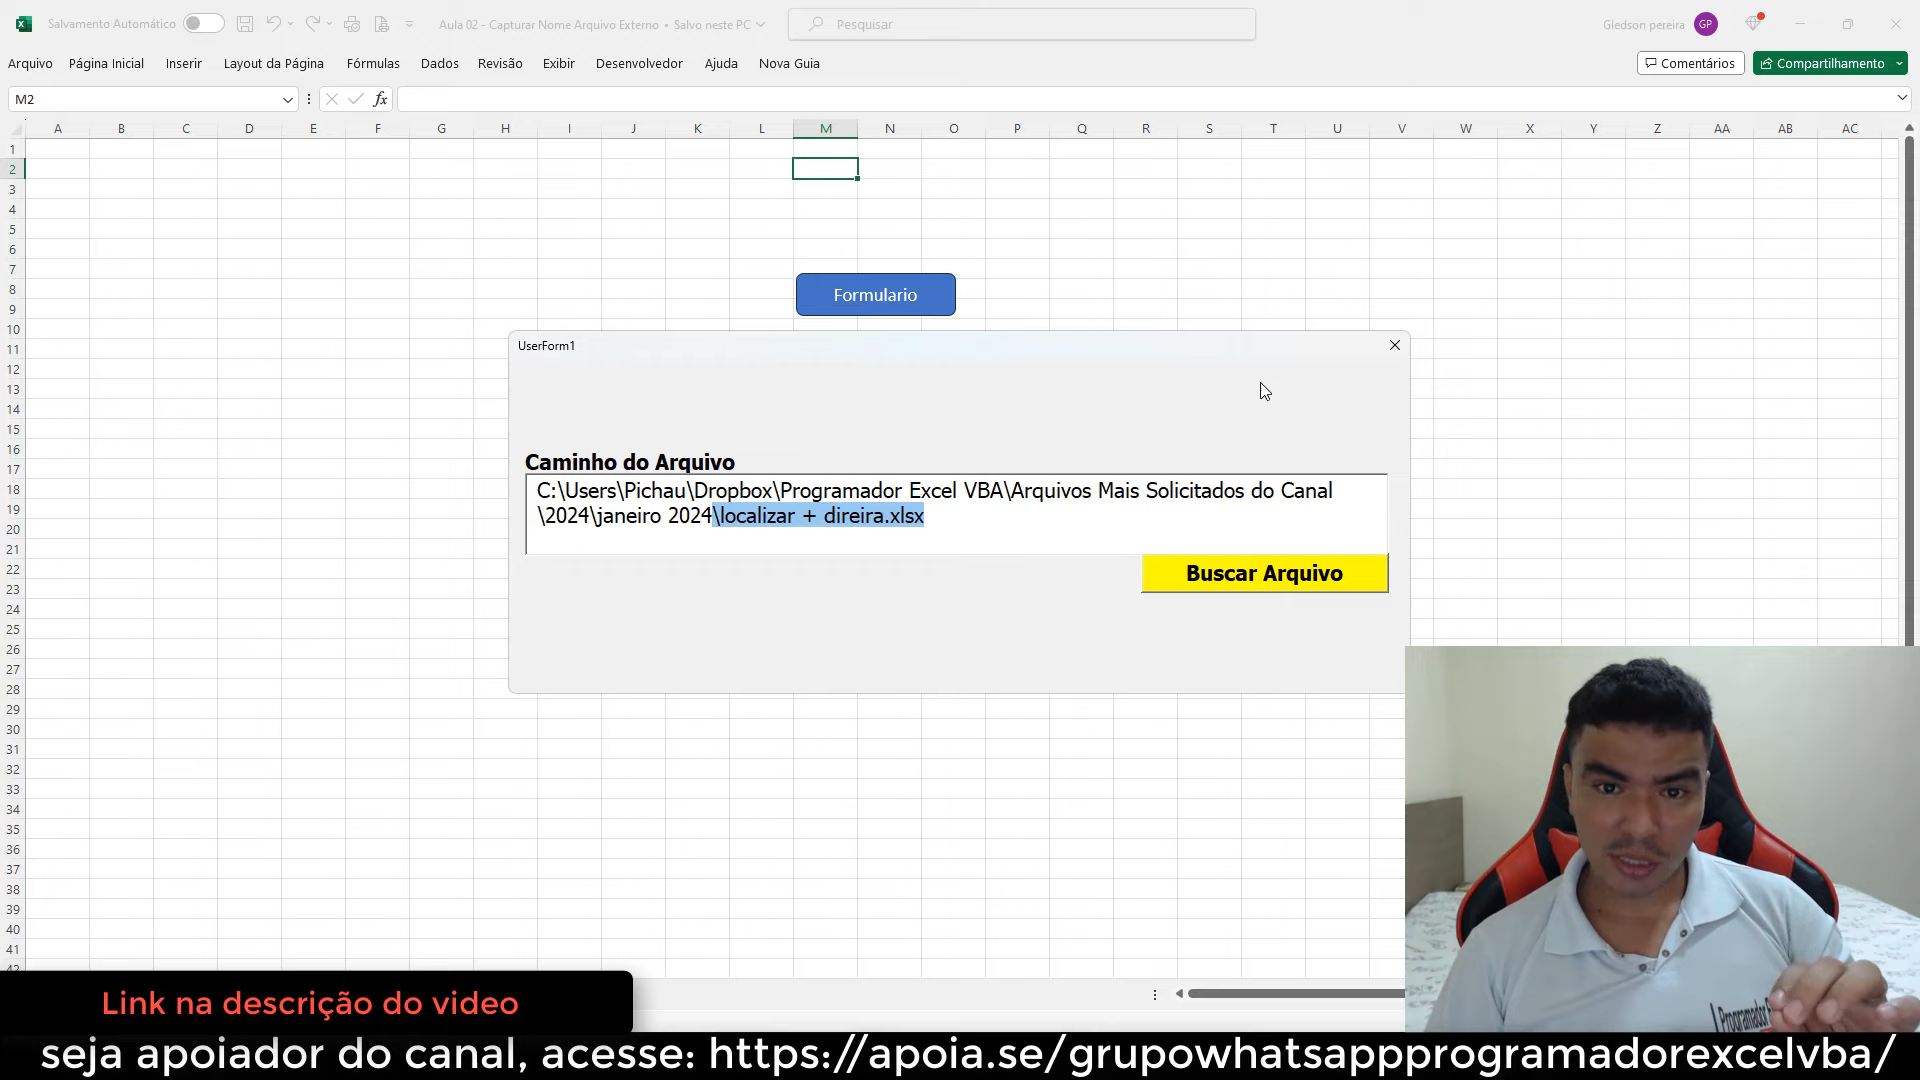 Salvamento Automático
Aula 02 - Capturar Nome Arquivo Externo • Salvo neste PC
Pesquisar
Gledson pereira
GP
Arquivo Página Inicial Inserir Layout da Página Fórmulas Dados Revisão Exibir Desenvolvedor Ajuda Nova Guia
Comentários
Compartilhamento
M2
fx
A B C D E F G H I J K L M N O P Q R S T U V W X Y Z AA AB AC
1
2
3
4
5
6
7
8
9
10
11
12
13
14
15
16
17
18
19
20
21
22
23
24
25
26
27
28
29
30
31
32
33
34
35
36
37
38
39
40
41
42
Formulario
UserForm1
Caminho do Arquivo
C:\Users\Pichau\Dropbox\Programador Excel VBA\Arquivos Mais Solicitados do Canal
\2024\janeiro 2024\localizar + direira.xlsx
Buscar Arquivo
Programador
Link na descrição do video
seja apoiador do canal, acesse: https://apoia.se/grupowhatsappprogramadorexcelvba/